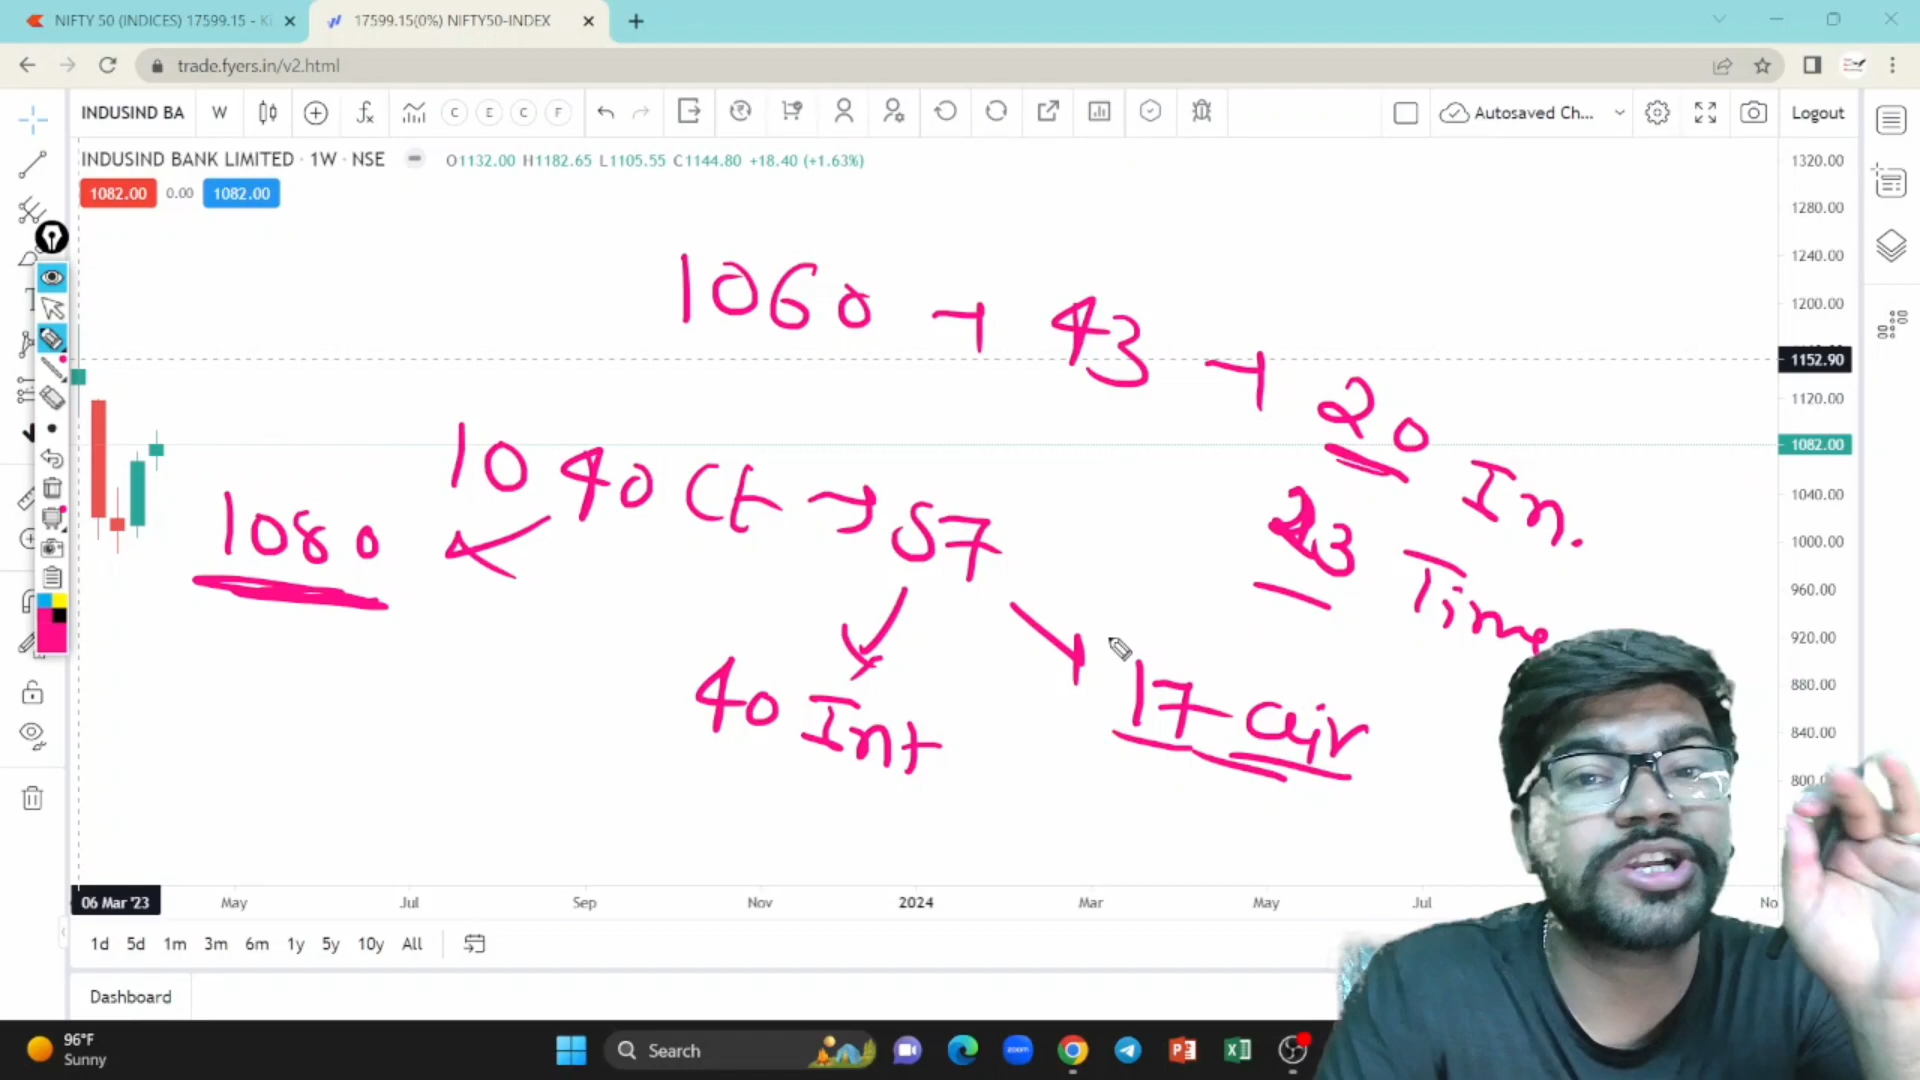 NIFTY 50 (INDICES) 17599.15 - Ki
17599.15(0%) NIFTY50-INDEX
trade.fyers.in/v2.html
INDUSIND BA W C E C F Autosaved Ch... Logout
INDUSIND BANK LIMITED · 1W · NSE O1132.00 H1182.65 L1105.55 C1144.80 +18.40 (+1.63%)
1082.00 0.00 1082.00
1320.00
1280.00
1240.00
1200.00
1152.90
1120.00
1082.00
1040.00
1000.00
960.00
920.00
880.00
840.00
800.0
1060 → 43 → 20 In.
23 Time
1040 CE → 57
1080
40 Int
17 - air
06 Mar '23 May Jul Sep Nov 2024 Mar May Jul No
1d 5d 1m 3m 6m 1y 5y 10y All
Dashboard
96°F
Sunny
Search
zoom